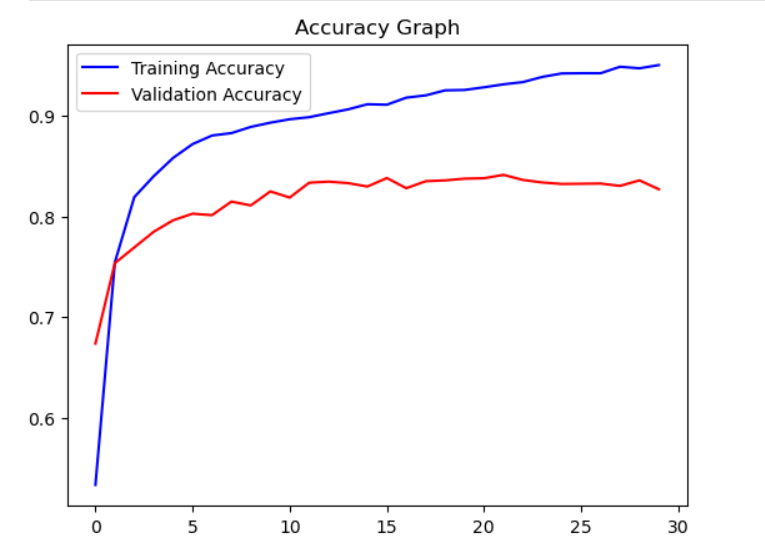 Accuracy Graph
Training Accuracy
Validation Accuracy
0.9
0.8
0.7
0.6
0 5 10 15 20 25 30